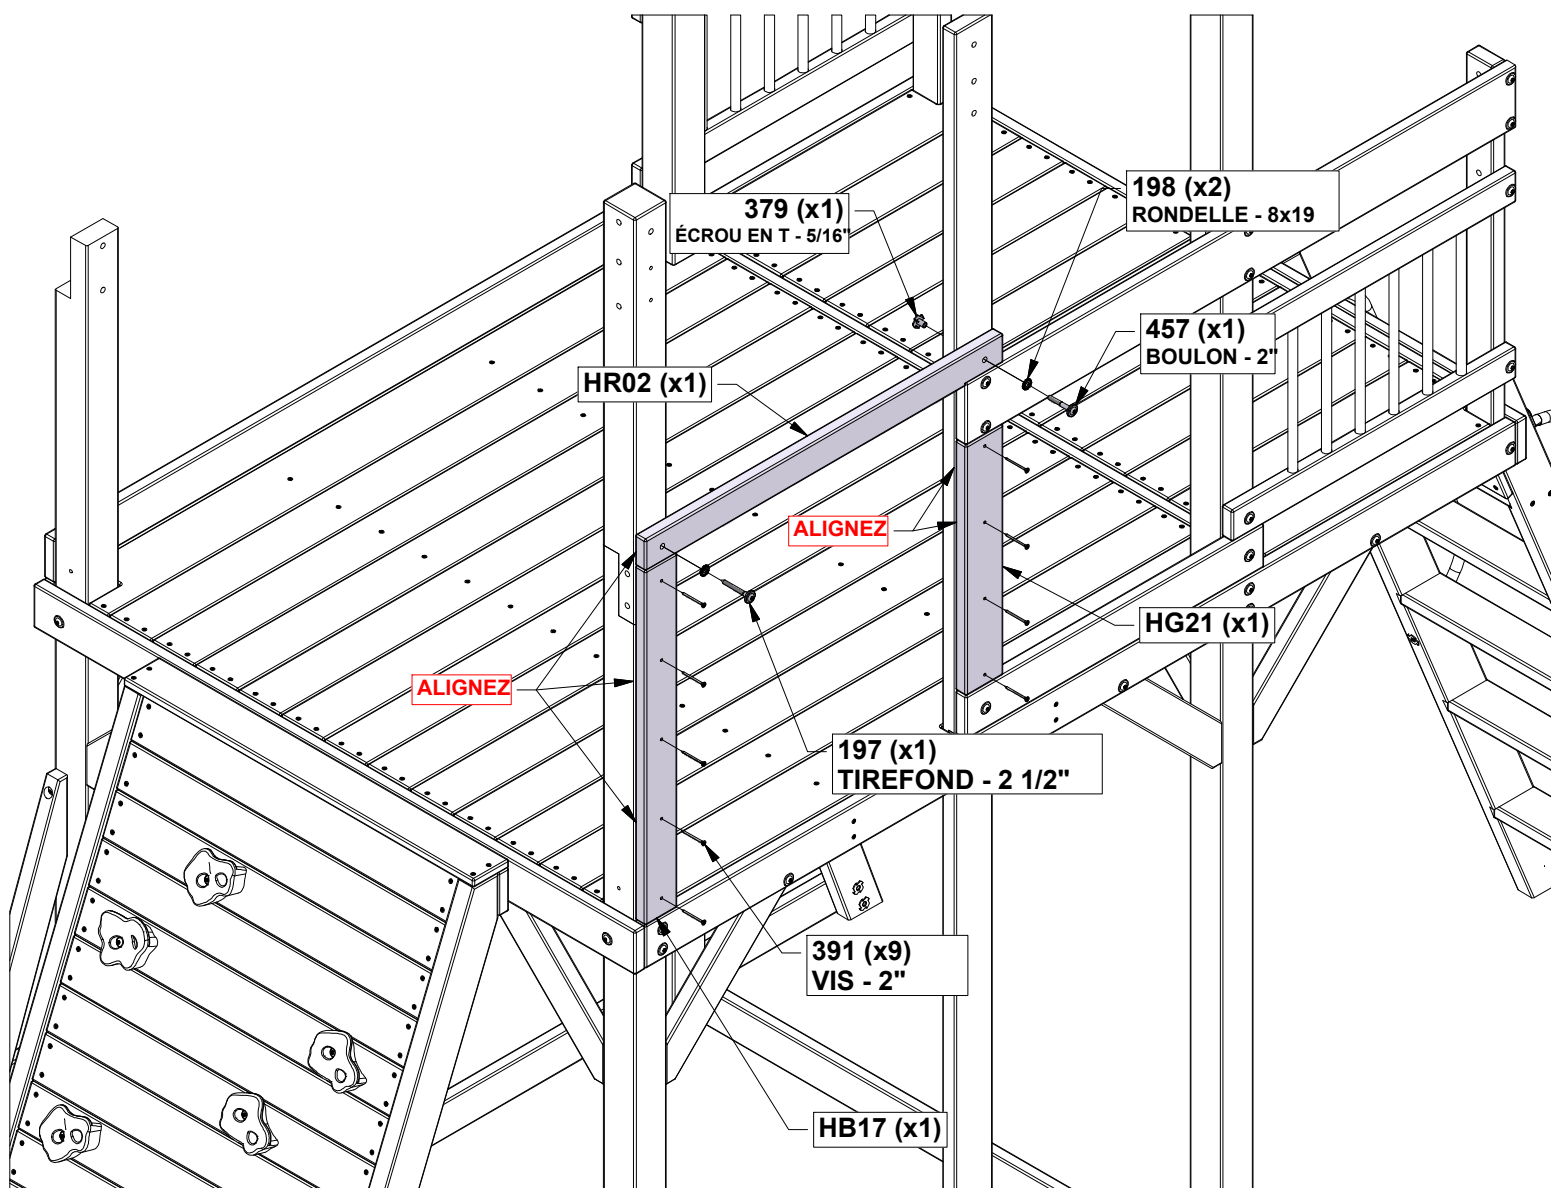 198 (x2)
RONDELLE - 8x19
379 (x1)
ÉCROU EN T - 5/16"
457 (x1)
BOULON - 2"
HR02 (x1)
ALIGNEZ
HG21 (x1)
ALIGNEZ
197 (x1)
TIREFOND - 2 1/2"
391 (x9)
VIS - 2"
HB17 (x1)